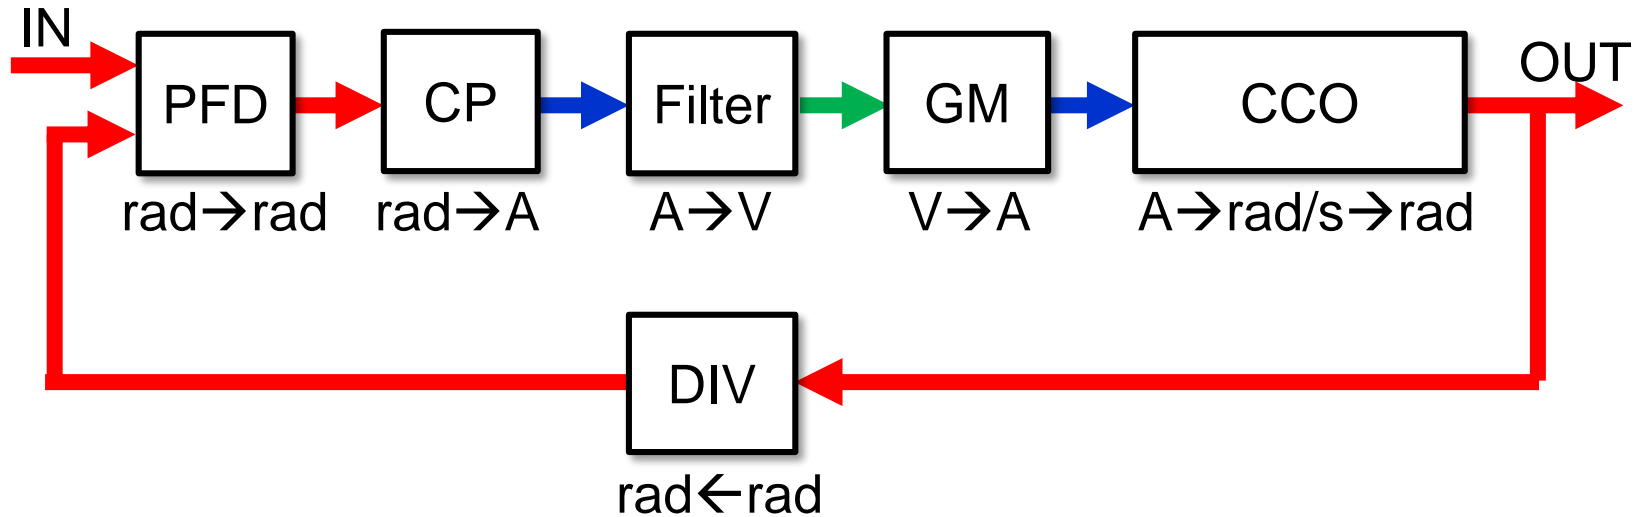 IN
OUT
PFD
CP
Filter
GM
CCO
rad→rad
rad→A
A→V
V→A
A→rad/s→rad
DIV
rad←rad